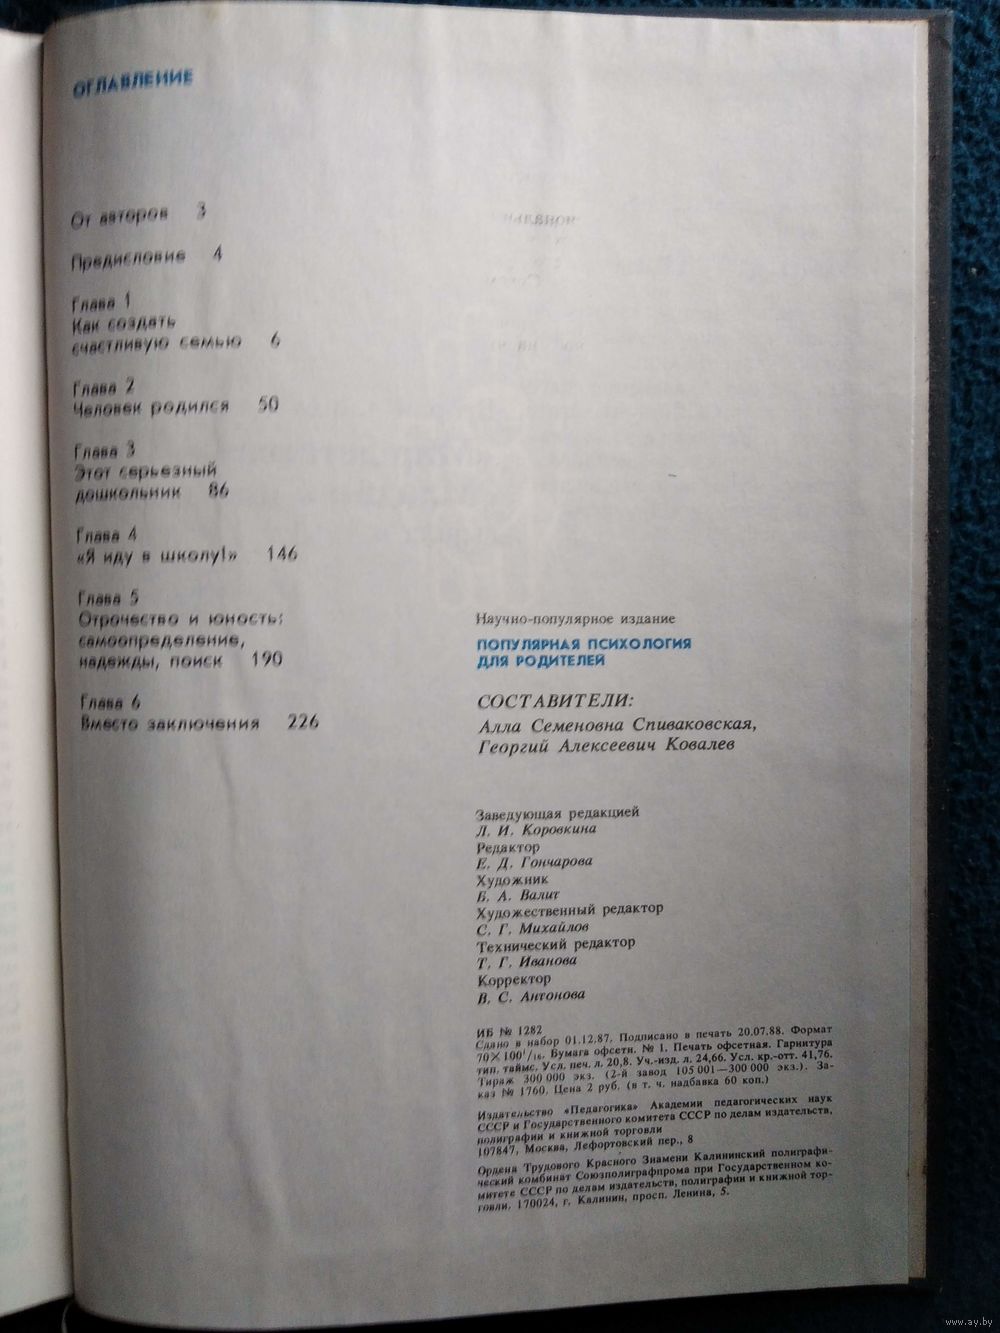 ОГЛАВЛЕНИЕ
От авторов 3
Предисловие 4
Глава 1
Как создать
счастливую семью 6
Глава 2
Человек родился 50
Глава 3
Этот серьезный
дошкольник 86
Глава 4
«Я иду в школу!» 146
Глава 5
Отрочество и юность:
самоопределение,
надежды, поиск 190
Глава 6
Вместо заключения 226
Научно-популярное издание
ПОПУЛЯРНАЯ ПСИХОЛОГИЯ
ДЛЯ РОДИТЕЛЕЙ
СОСТАВИТЕЛИ:
Алла Семеновна Спиваковская,
Георгий Алексеевич Ковалев
Заведующая редакцией
Л. И. Коровкина
Редактор
Е. Д. Гончарова
Художник
Б. А. Валит
Художественный редактор
С. Г. Михайлов
Технический редактор
Т. Г. Иванова
Корректор
В. С. Антонова
ИБ № 1282
Сдано в набор 01.12.87. Подписано в печать 20.07.88. Формат
70×100¹/₁₆. Бумага офсетн. № 1. Печать офсетная. Гарнитура
тип. таймс. Усл. печ. л. 20,8. Уч.-изд. л. 24,66. Усл. кр.-отт. 41,76.
Тираж 300 000 экз. (2-й завод 105 001—300 000 экз.). За-
каз № 1760. Цена 2 руб. (в т. ч. надбавка 60 коп.)
Издательство «Педагогика» Академии педагогических наук
СССР и Государственного комитета СССР по делам издательств,
полиграфии и книжной торговли
107847, Москва, Лефортовский пер., 8
Ордена Трудового Красного Знамени Калининский полиграфи-
ческий комбинат Союзполиграфпрома при Государственном ко-
митете СССР по делам издательств, полиграфии и книжной тор-
говли. 170024, г. Калинин, просп. Ленина, 5.
www.ay.by